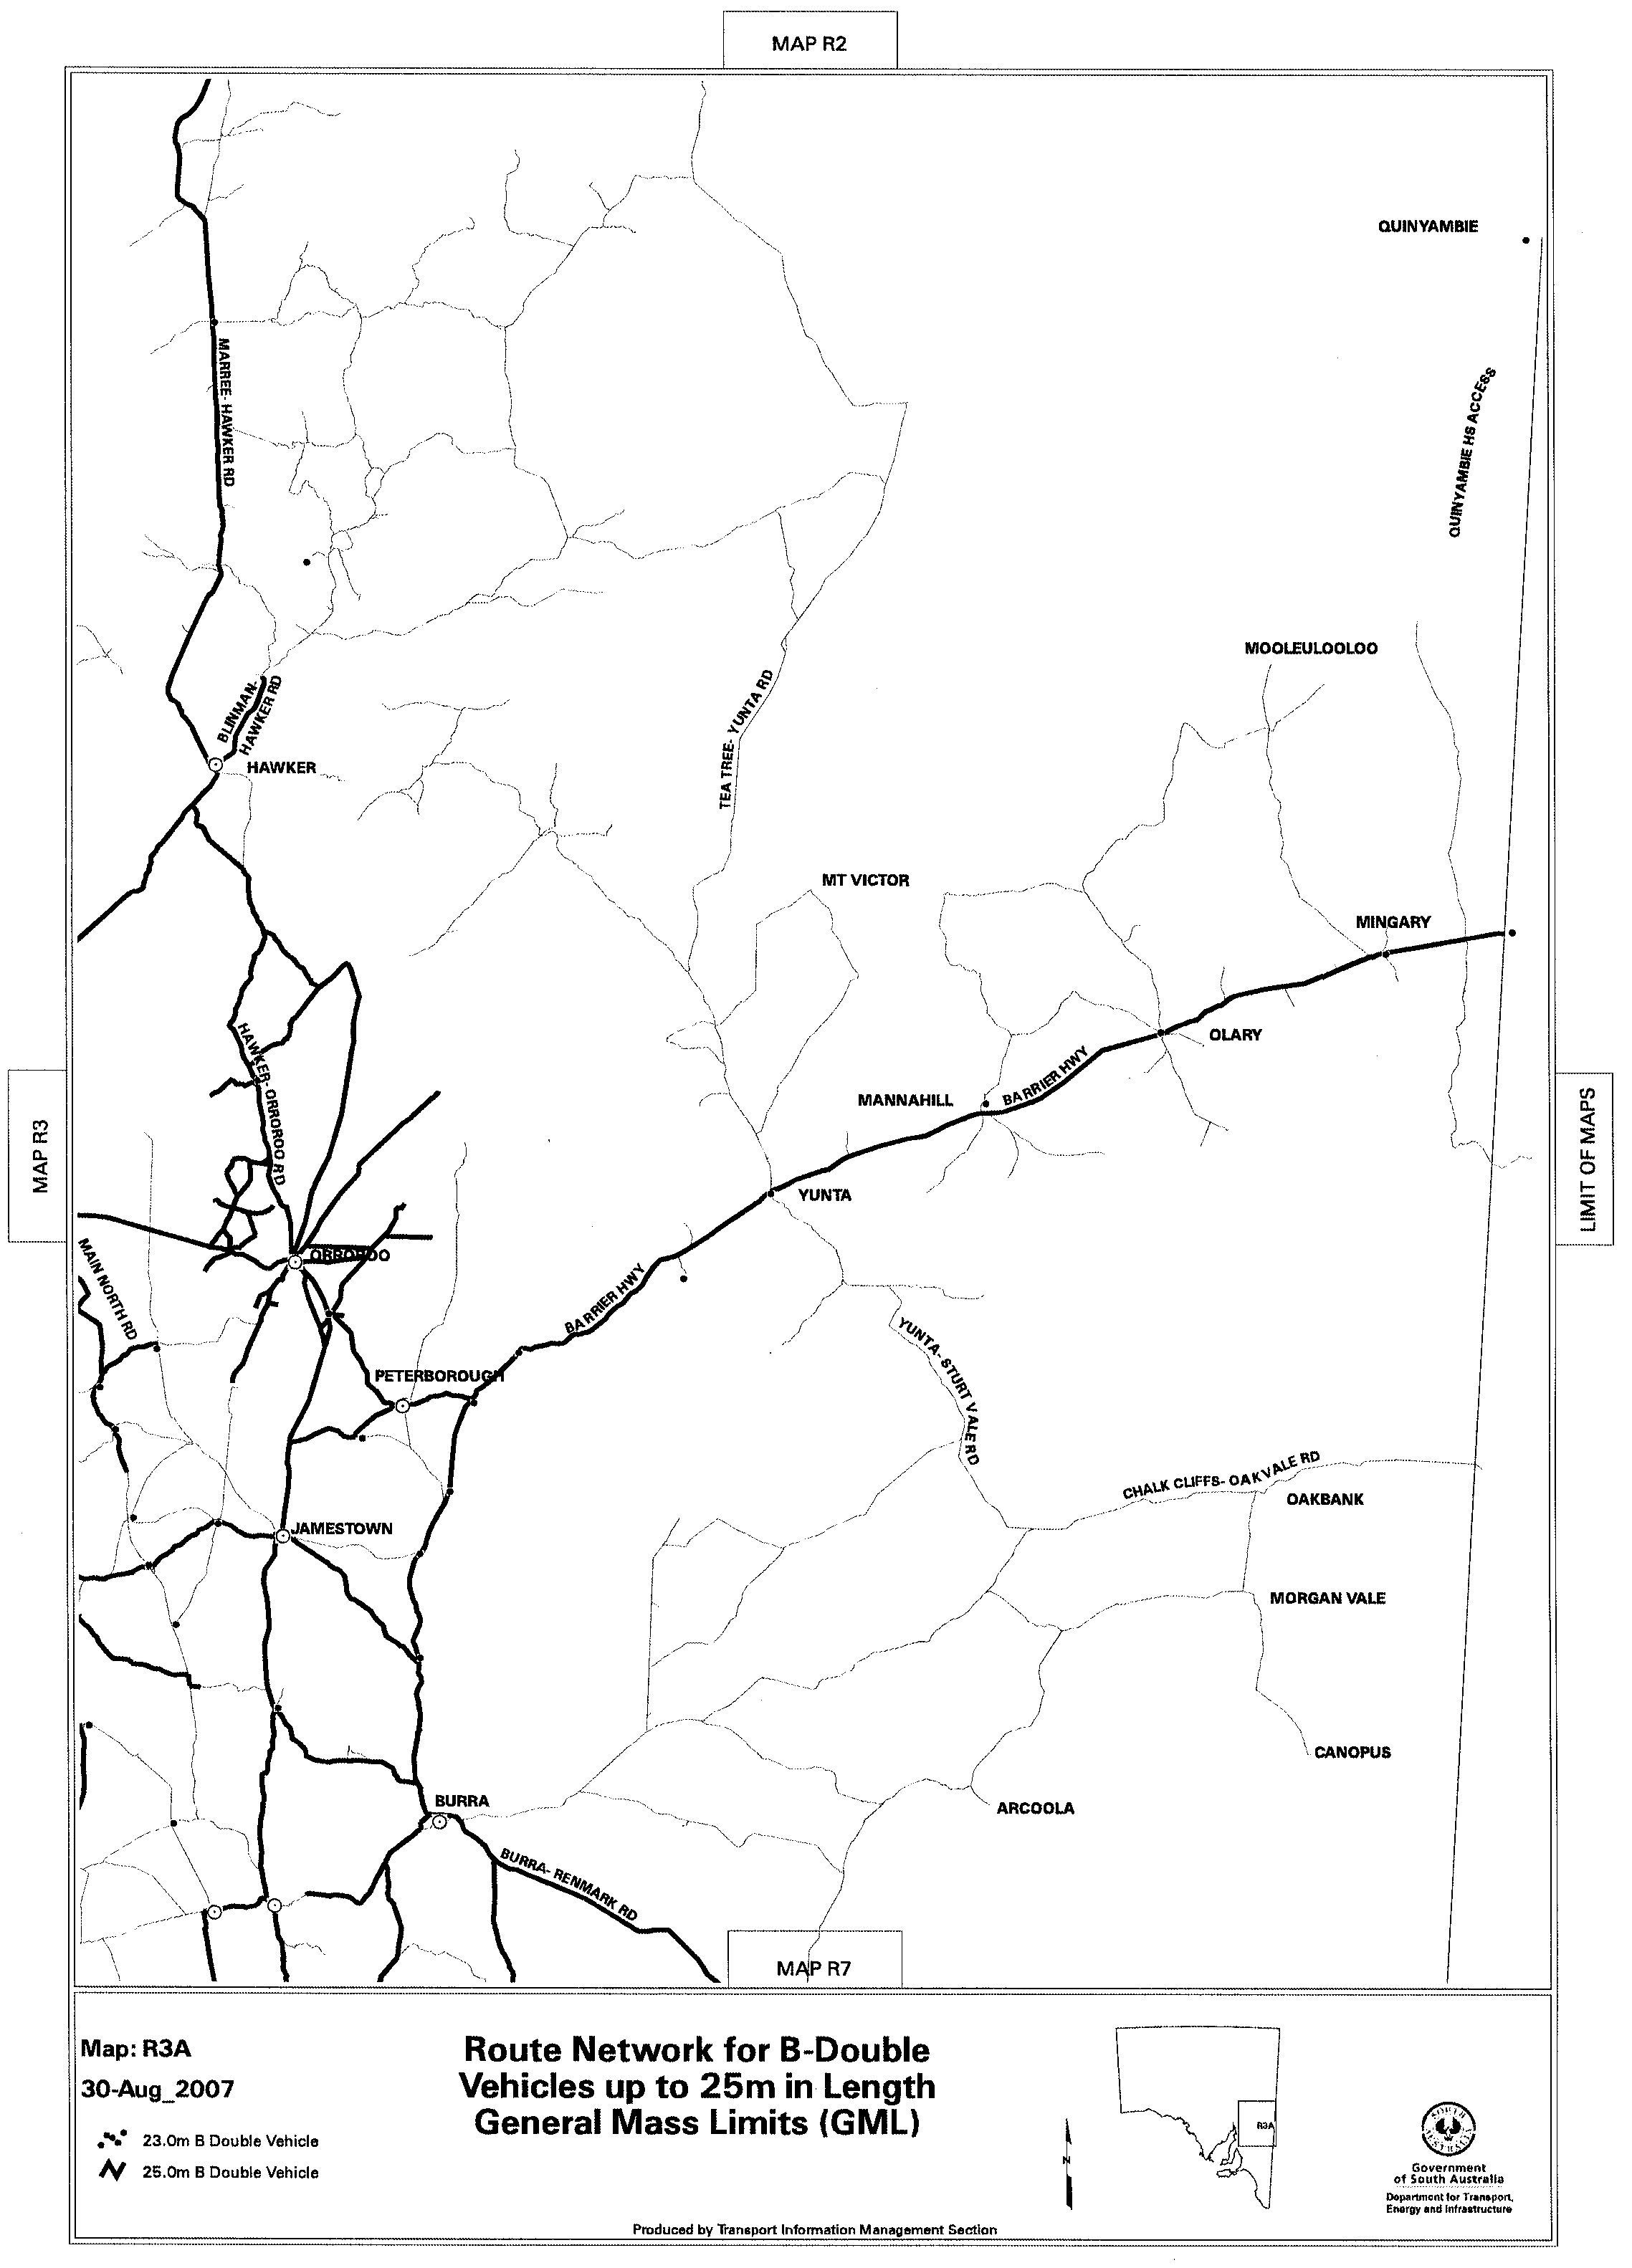 MAP R2
QUINYAMBIE
QUINYAMBIE HS ACCESS
MARREE- HAWKER RD
MOOLEULOOLOO
BLINMAN-
HAWKER RD
TEA TREE- YUNTA RD
HAWKER
MT VICTOR
MINGARY
HAWKER- ORROROO RD
OLARY
BARRIER HWY
MANNAHILL
MAP R3
LIMIT OF MAPS
YUNTA
MAIN NORTH RD
ORROROO
BARRIER HWY
YUNTA- STURT VALE RD
PETERBOROUGH
CHALK CLIFFS- OAKVALE RD
OAKBANK
JAMESTOWN
MORGAN VALE
CANOPUS
BURRA
ARCOOLA
BURRA- RENMARK RD
MAP R7
Map: R3A
30-Aug_2007
23.0m B Double Vehicle
25.0m B Double Vehicle
Route Network for B-Double
Vehicles up to 25m in Length
General Mass Limits (GML)
N
R3A
SOUTH
AUSTRALIA
Government
of South Australia
Department for Transport,
Energy and Infrastructure
Produced by Transport Information Management Section